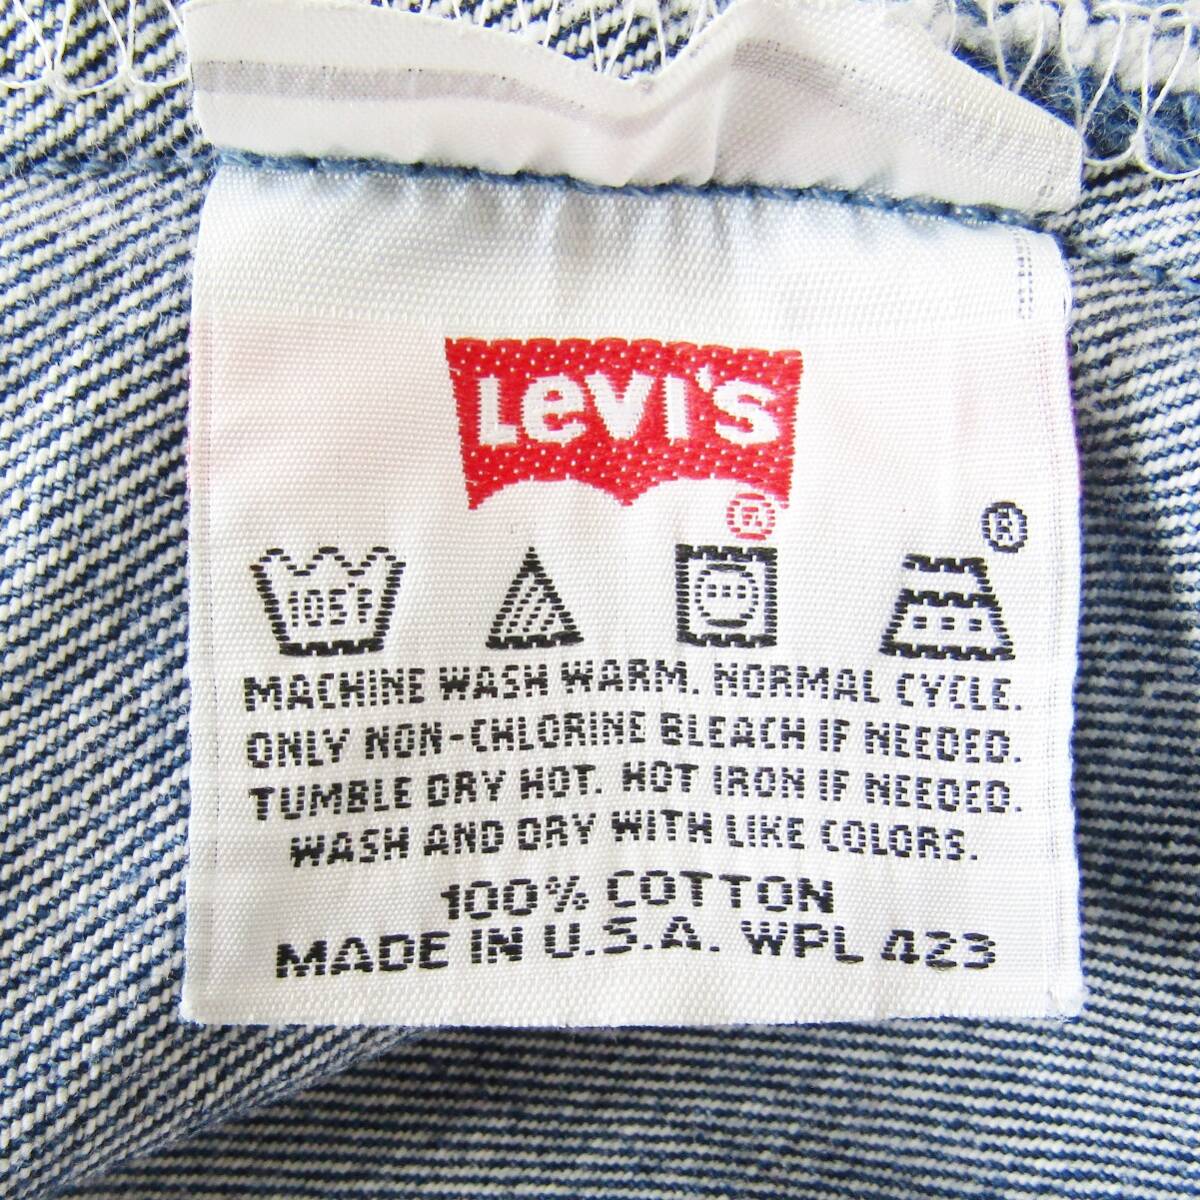 Levi's
®
®
105°F
MACHINE WASH WARM. NORMAL CYCLE.
ONLY NON-CHLORINE BLEACH IF NEEDED.
TUMBLE DRY HOT. HOT IRON IF NEEDED.
WASH AND DRY WITH LIKE COLORS.
100% COTTON
MADE IN U.S.A. WPL 423